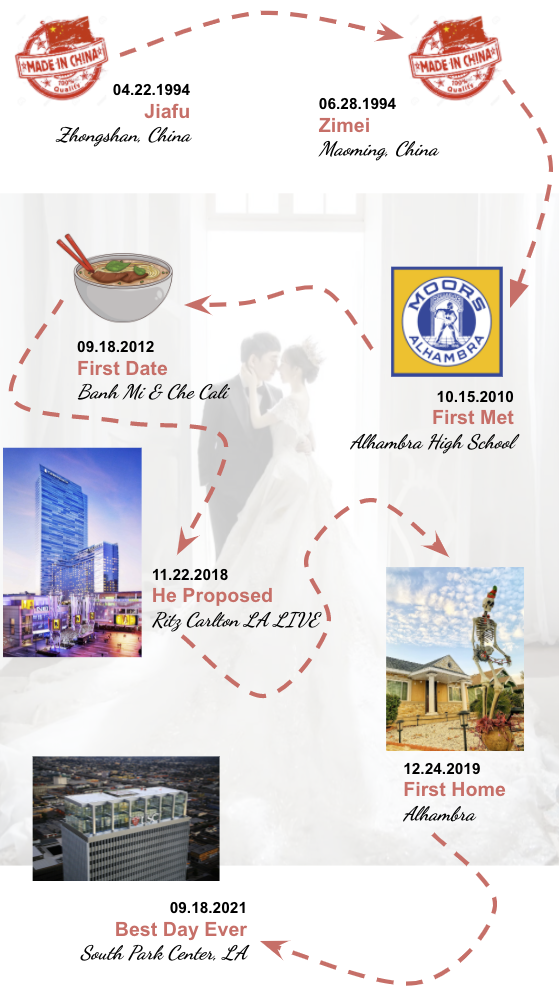 MADE IN CHINA
100%
Quality
04.22.1994
Jiafu
Zhongshan, China
MADE IN CHINA
100%
Quality
06.28.1994
Zimei
Maoming, China
MOORS
ALHAMBRA
10.15.2010
First Met
Alhambra High School
09.18.2012
First Date
Banh Mi & Che Cali
11.22.2018
He Proposed
Ritz Carlton LA LIVE
12.24.2019
First Home
Alhambra
USC
09.18.2021
Best Day Ever
South Park Center, LA